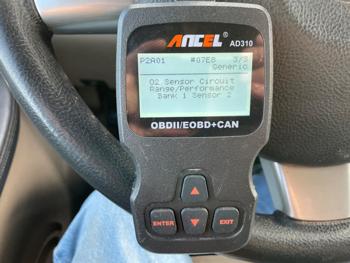 ANCEL AD310
P2A01 #07E8 3/3
Generic
O2 Sensor Circuit
Range/Performance
Bank 1 Sensor 2
OBDII/EOBD+CAN
ENTER EXIT